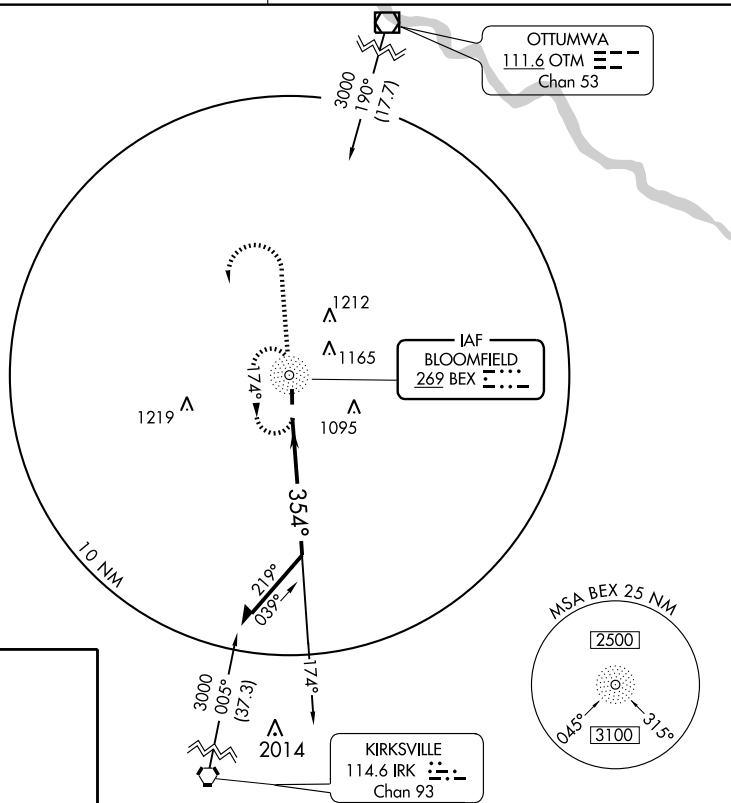 OTTUMWA
111.6 OTM
Chan 53
3000
190°
(17.7)
1212
1165
IAF
BLOOMFIELD
269 BEX
174°
1219
1095
354°
10 NM
219°
039°
MSA BEX 25 NM
2500
045°
315°
3100
3000
005°
(37.3)
174°
2014
KIRKSVILLE
114.6 IRK
Chan 93